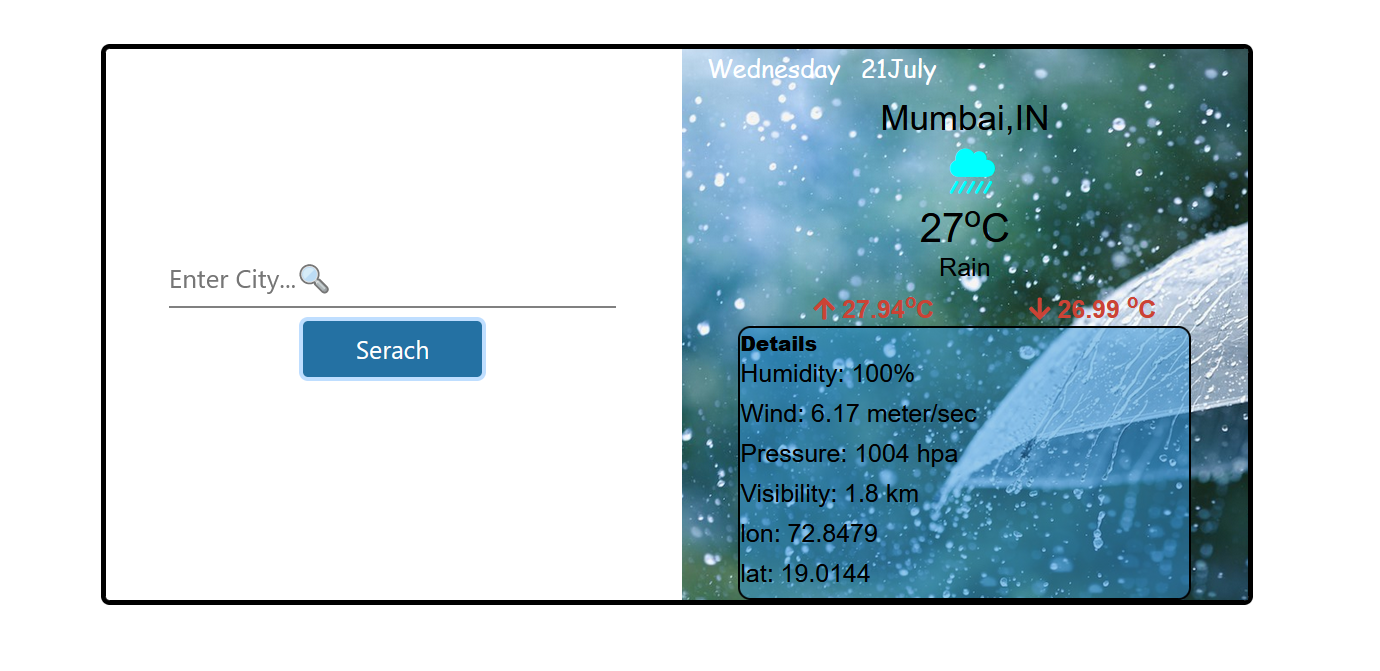 Wednesday 21July
Mumbai,IN
27°C
Rain
↑ 27.94°C ↓ 26.99 °C
Enter City...🔍
Serach
Details
Humidity: 100%
Wind: 6.17 meter/sec
Pressure: 1004 hpa
Visibility: 1.8 km
lon: 72.8479
lat: 19.0144